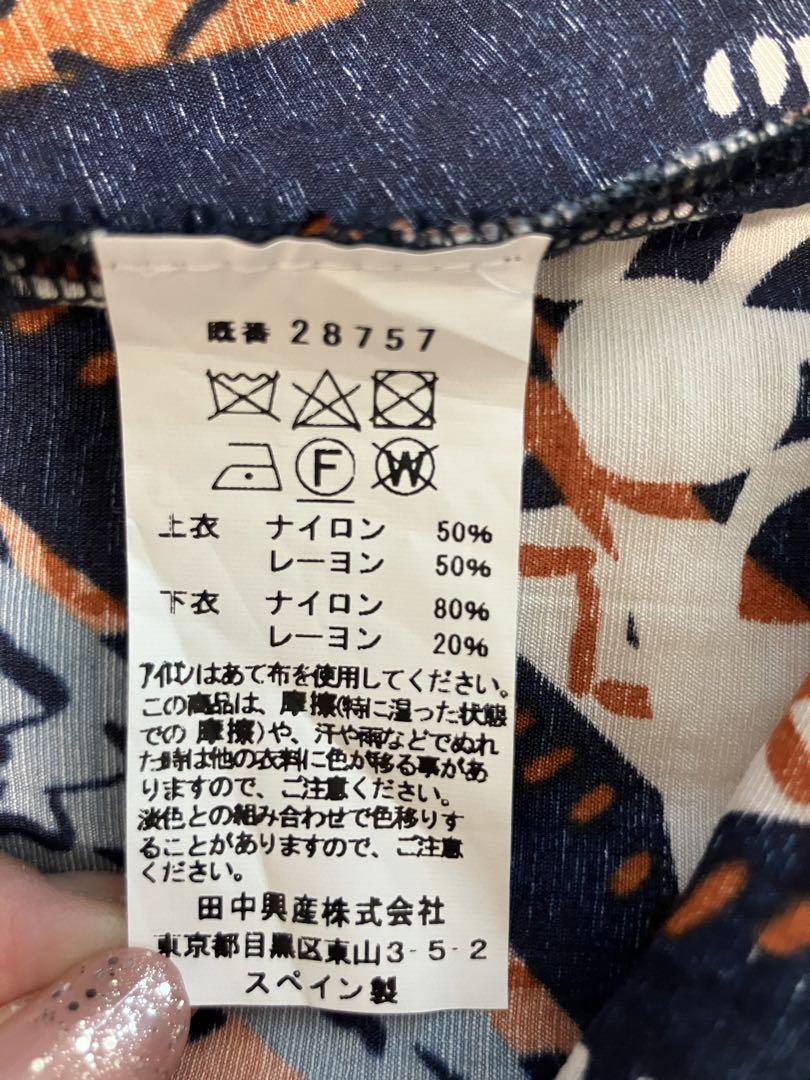 既番 28757
F W
上衣 ナイロン 50%
レーヨン 50%
下衣 ナイロン 80%
レーヨン 20%
アイロンはあて布を使用してください。
この商品は、摩擦(特に湿った状態
での摩擦)や、汗や雨などでぬれ
た時は他の衣料に色が移る事があ
りますので、ご注意ください。
淡色との組み合わせで色移りす
ることがありますので、ご注意
ください。
田中興産株式会社
東京都目黒区東山3-5-2
スペイン製